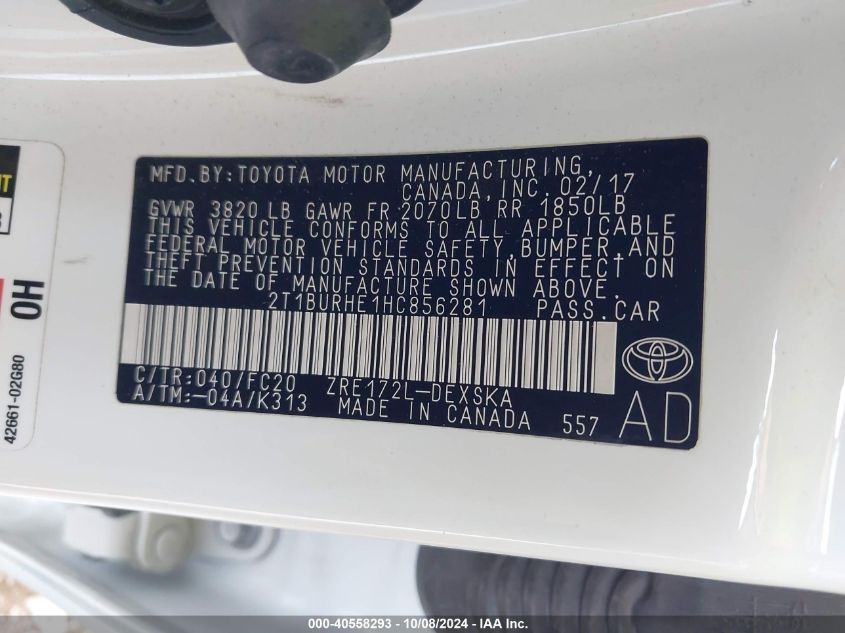 MFD. BY: TOYOTA MOTOR MANUFACTURING,
CANADA, INC. 02/17
GVWR 3820 LB GAWR FR 2070LB RR 1850LB
THIS VEHICLE CONFORMS TO ALL APPLICABLE
FEDERAL MOTOR VEHICLE SAFETY, BUMPER, AND
THEFT PREVENTION STANDARDS IN EFFECT ON
THE DATE OF MANUFACTURE SHOWN ABOVE.
2T1BURHE1HC856281 PASS. CAR
C/TR: 040/FC20 ZRE172L-DEXSKA
A/TM: -04A/K313 MADE IN CANADA 557 AD
OH
42661-02G80
000-40558293 - 10/08/2024 - IAA Inc.